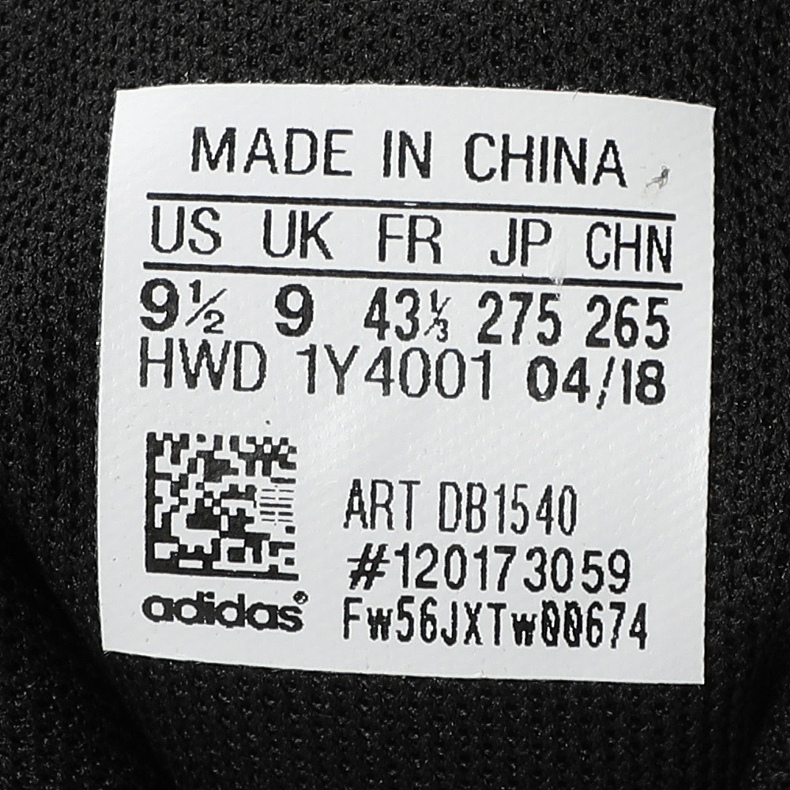 MADE IN CHINA
US UK FR JP CHN
9½ 9 43⅓ 275 265
HWD 1Y4001 04/18
ART DB1540
#120173059
adidas® Fw56JXTw00674